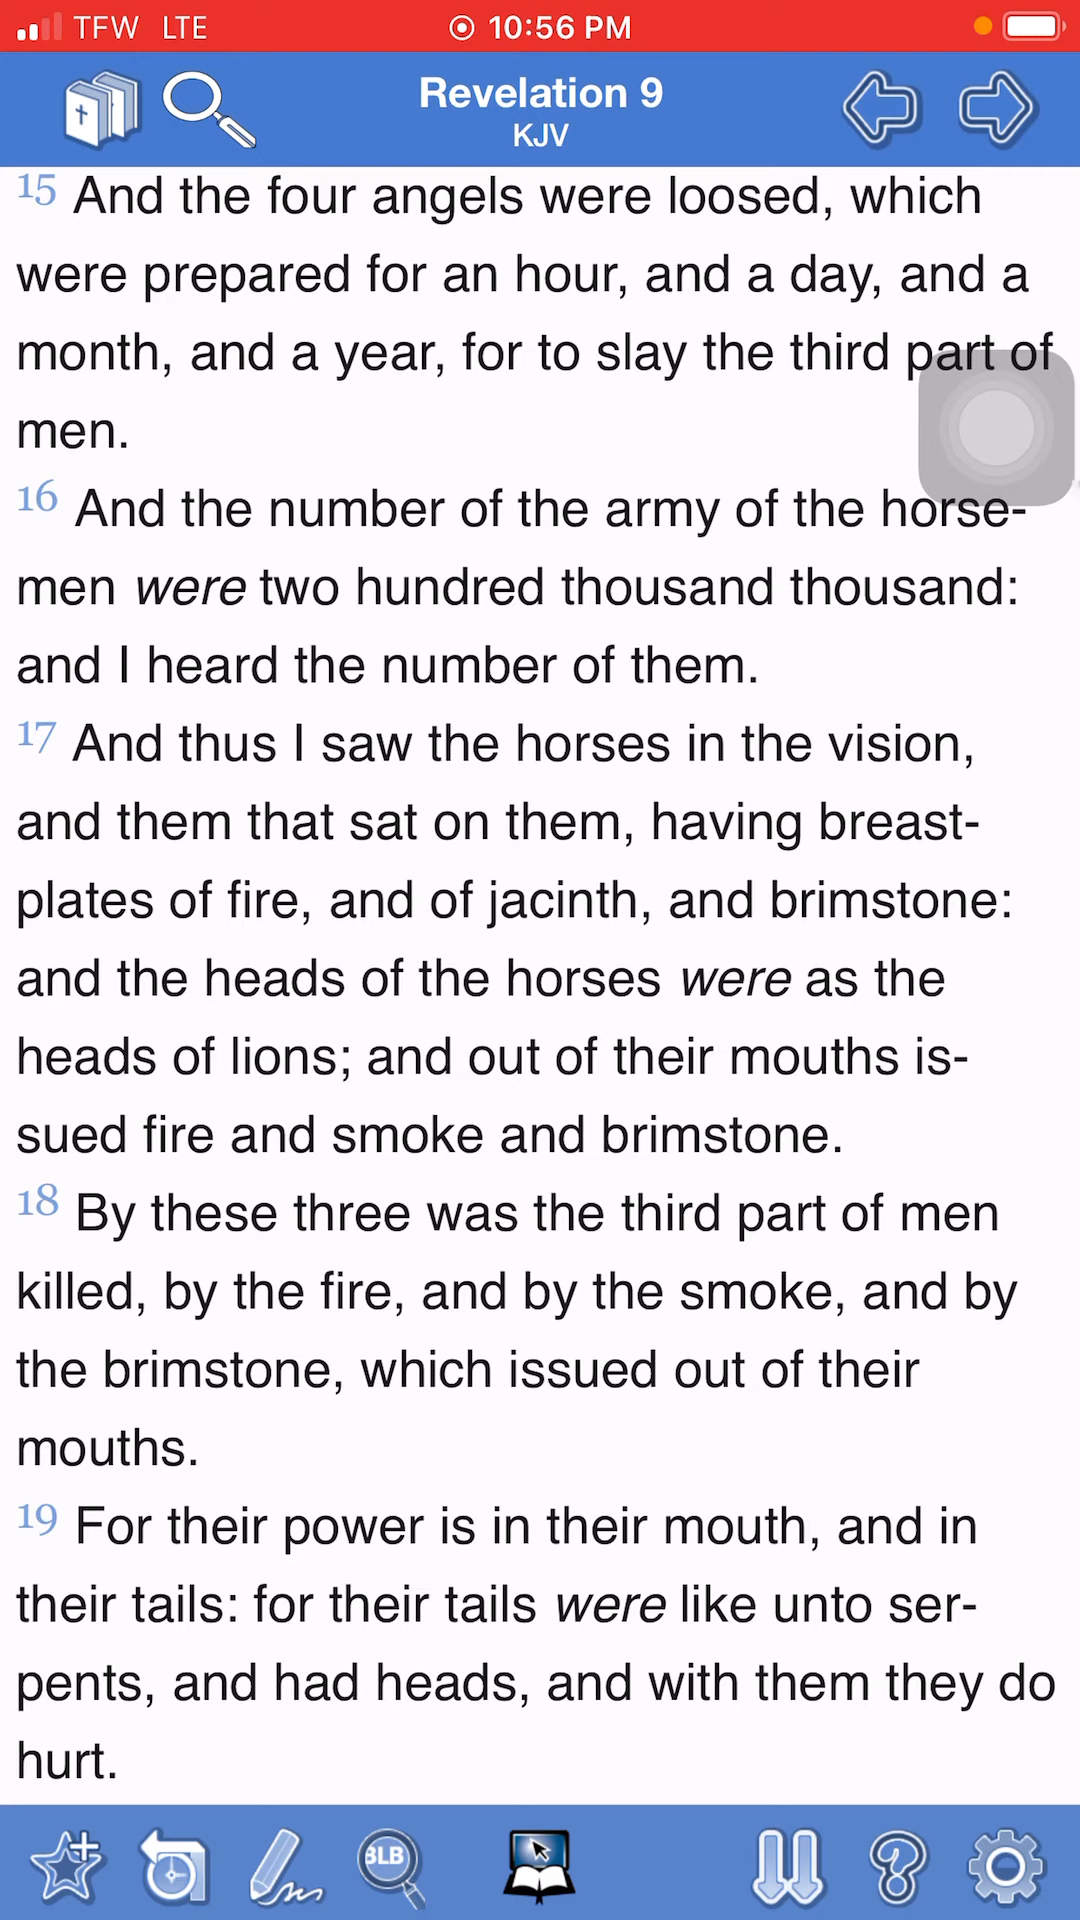 TFW LTE 10:56 PM
Revelation 9
KJV
15 And the four angels were loosed, which
were prepared for an hour, and a day, and a
month, and a year, for to slay the third part of
men.
16 And the number of the army of the horse-
men were two hundred thousand thousand:
and I heard the number of them.
17 And thus I saw the horses in the vision,
and them that sat on them, having breast-
plates of fire, and of jacinth, and brimstone:
and the heads of the horses were as the
heads of lions; and out of their mouths is-
sued fire and smoke and brimstone.
18 By these three was the third part of men
killed, by the fire, and by the smoke, and by
the brimstone, which issued out of their
mouths.
19 For their power is in their mouth, and in
their tails: for their tails were like unto ser-
pents, and had heads, and with them they do
hurt.
BLB